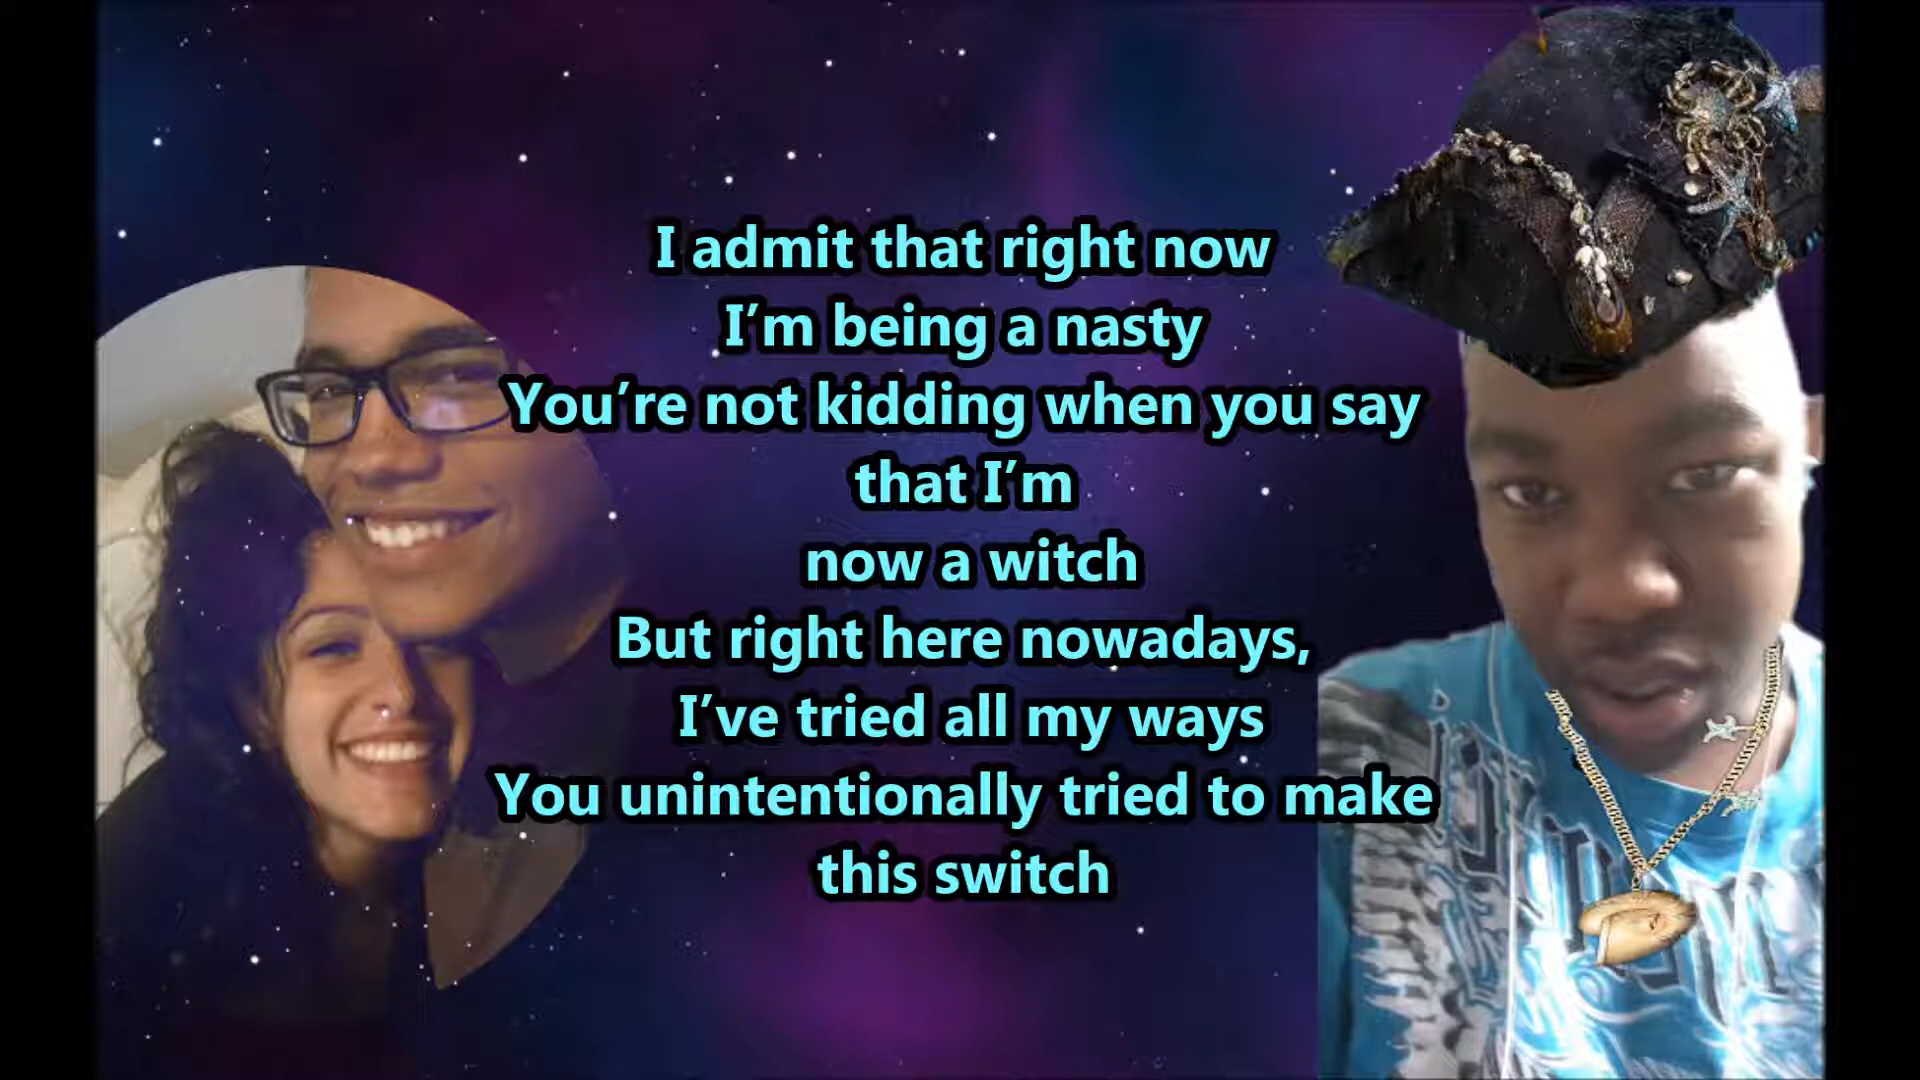 I admit that right now
I’m being a nasty
You’re not kidding when you say
that I’m
now a witch
But right here nowadays,
I’ve tried all my ways
You unintentionally tried to make
this switch